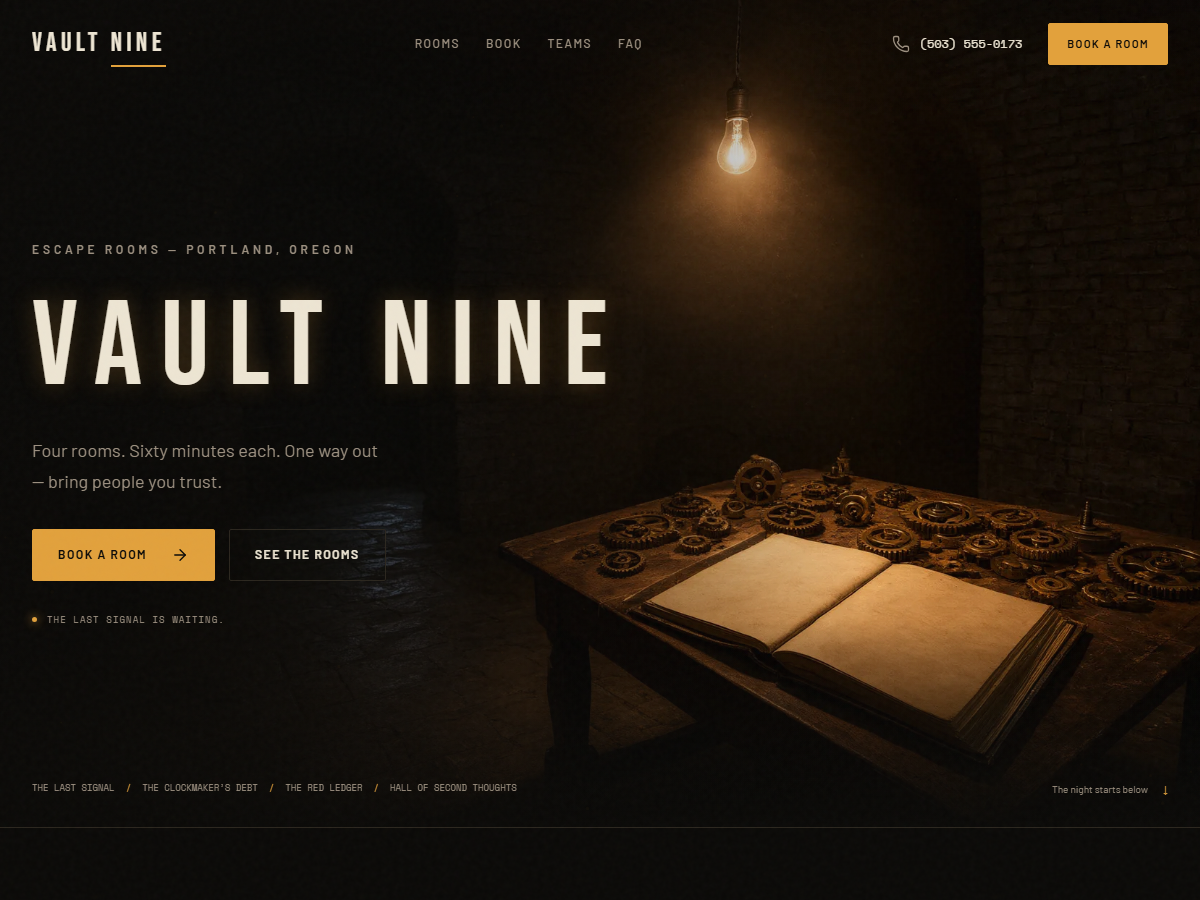 VAULT NINE
ROOMS BOOK TEAMS FAQ
(503) 555-0173
BOOK A ROOM
ESCAPE ROOMS — PORTLAND, OREGON
VAULT NINE
Four rooms. Sixty minutes each. One way out
— bring people you trust.
BOOK A ROOM →
SEE THE ROOMS
THE LAST SIGNAL IS WAITING.
THE LAST SIGNAL / THE CLOCKMAKER'S DEBT / THE RED LEDGER / HALL OF SECOND THOUGHTS
The night starts below ↓